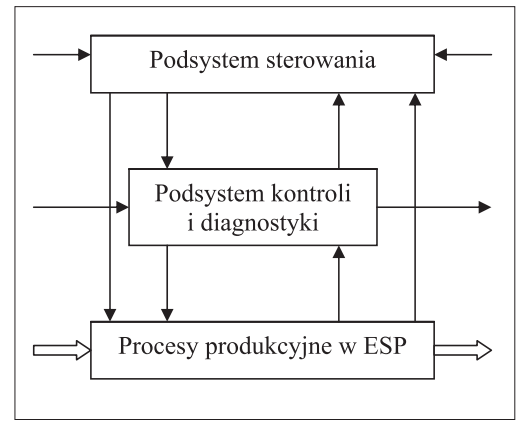 Podsystem sterowania
Podsystem kontroli
i diagnostyki
Procesy produkcyjne w ESP